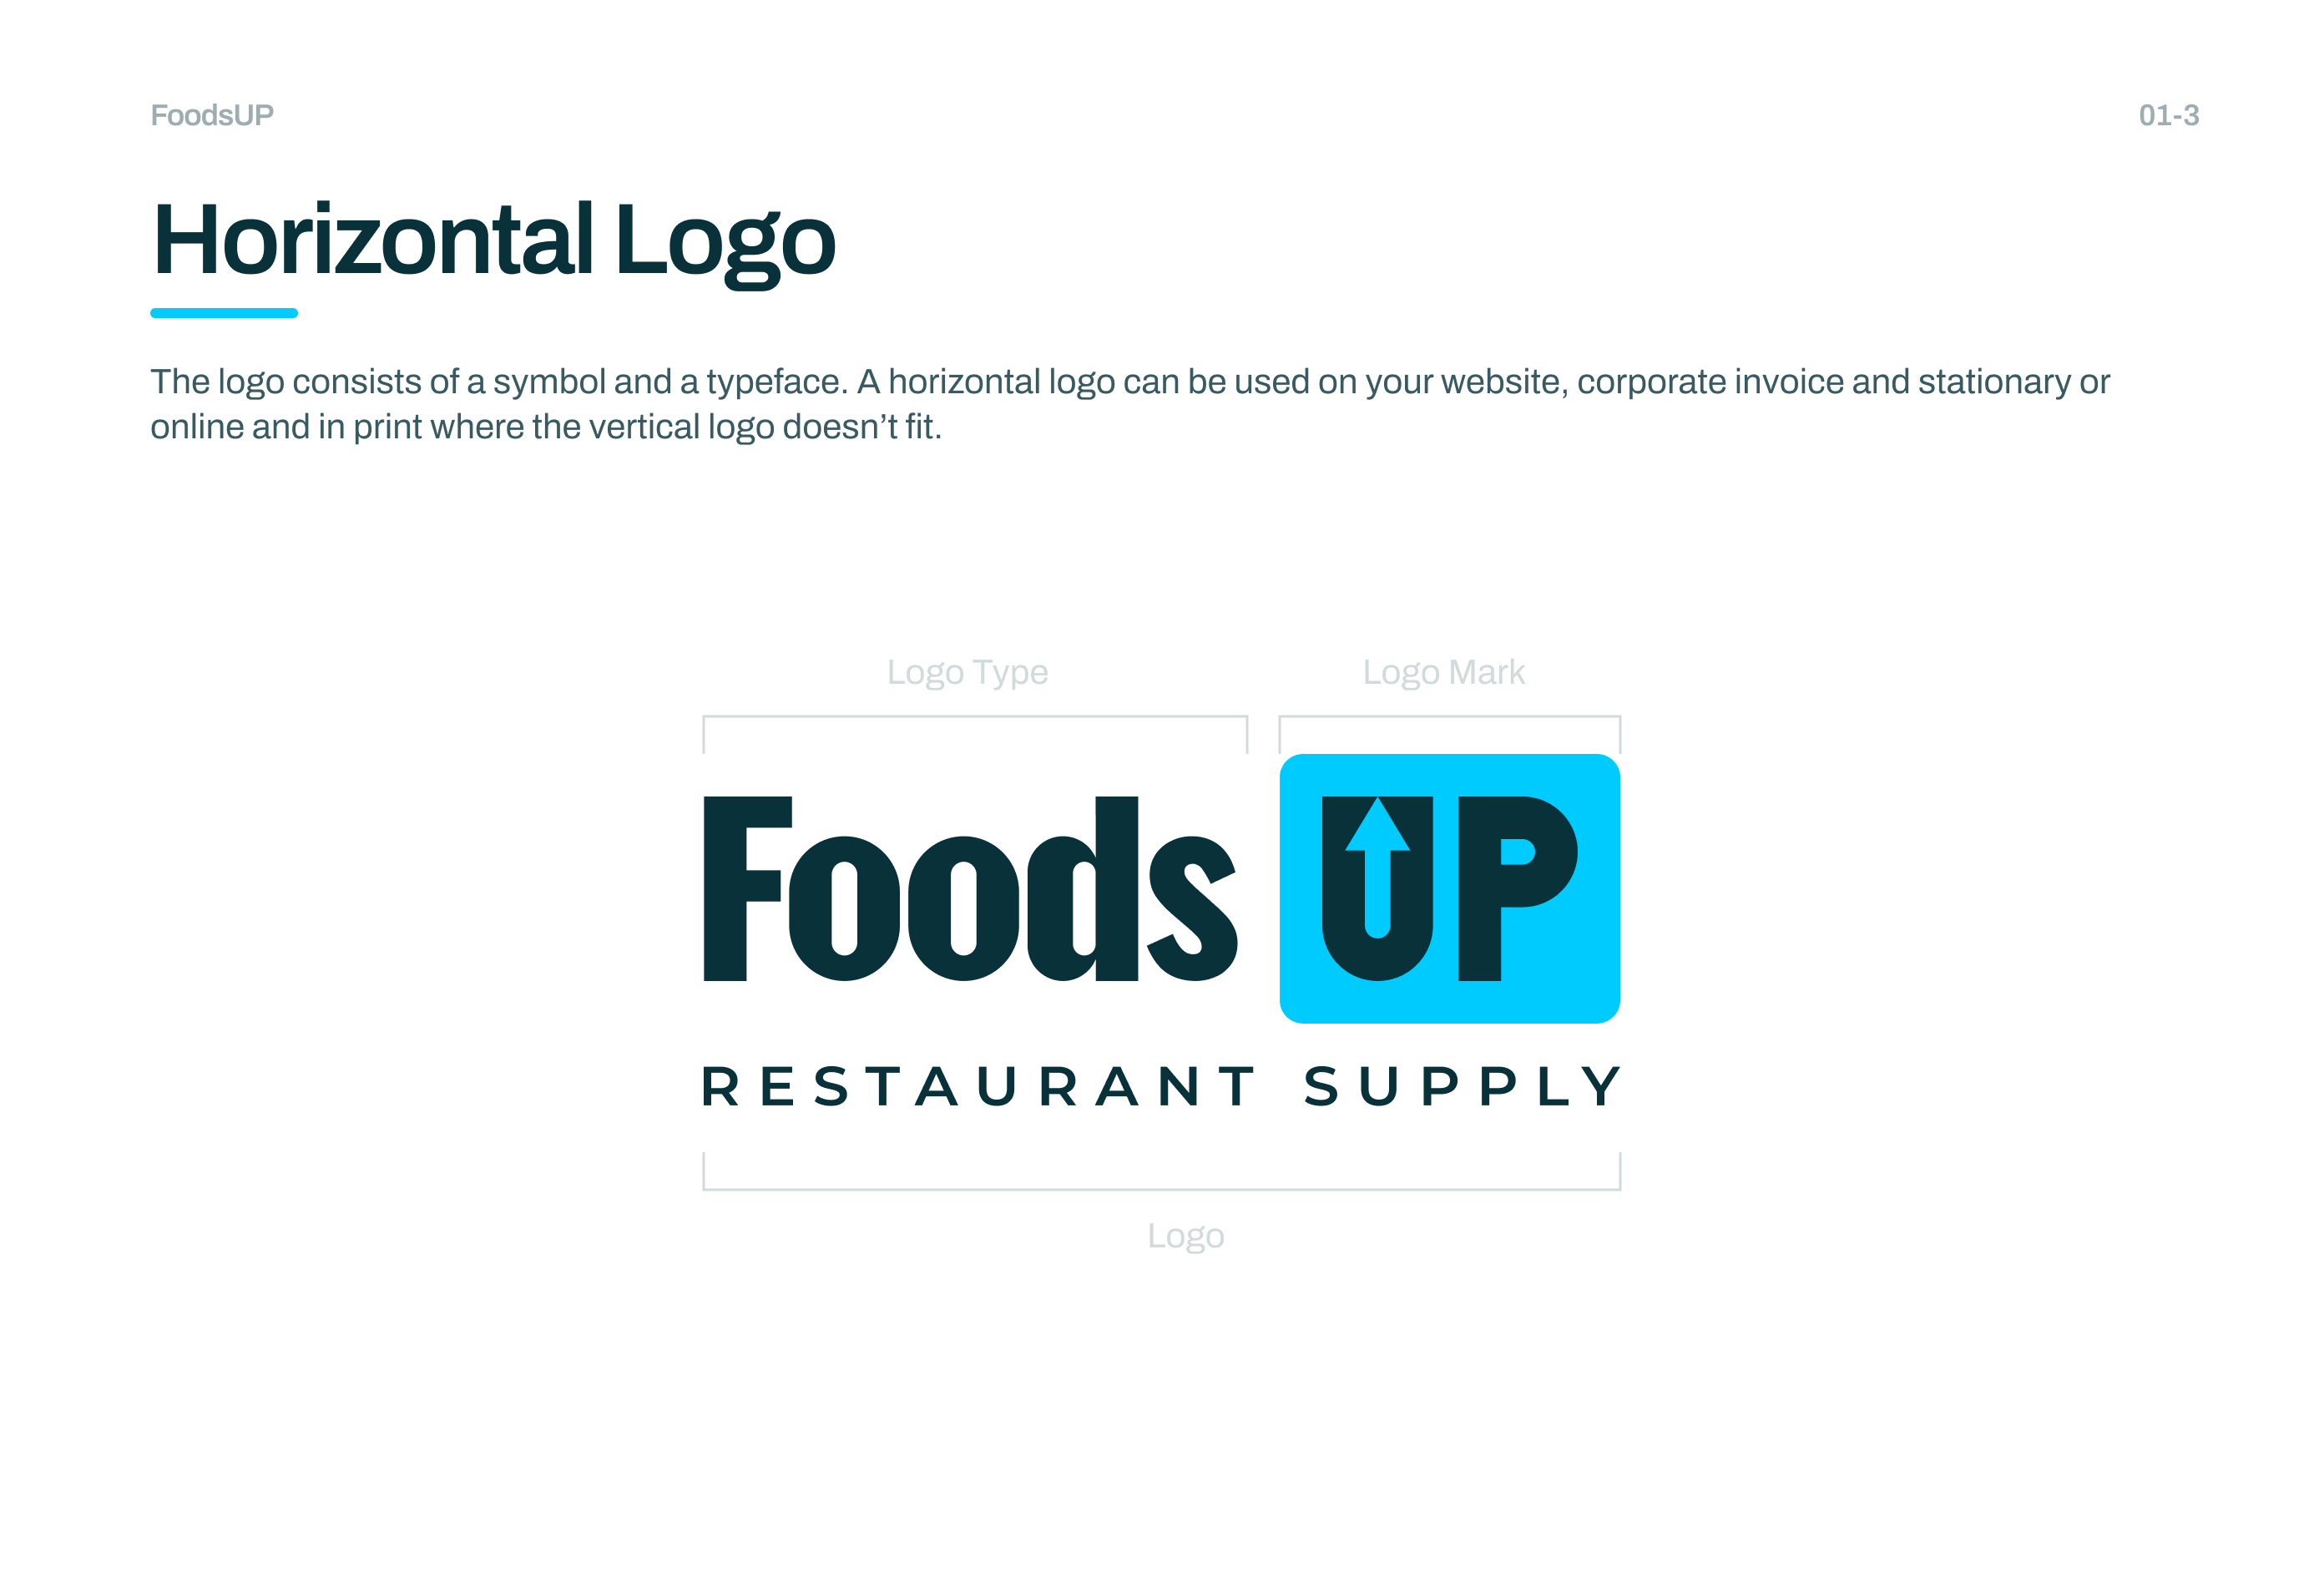 FoodsUP
01-3
Horizontal Logo
The logo consists of a symbol and a typeface. A horizontal logo can be used on your website, corporate invoice and stationary or
online and in print where the vertical logo doesn’t fit.
Logo Type
Logo Mark
Foods UP
RESTAURANT SUPPLY
Logo